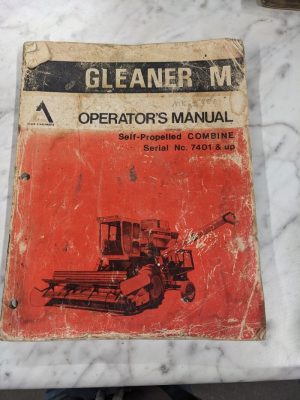 GLEANER M
OPERATOR'S MANUAL
Self-Propelled COMBINE
Serial No. 7401 & up